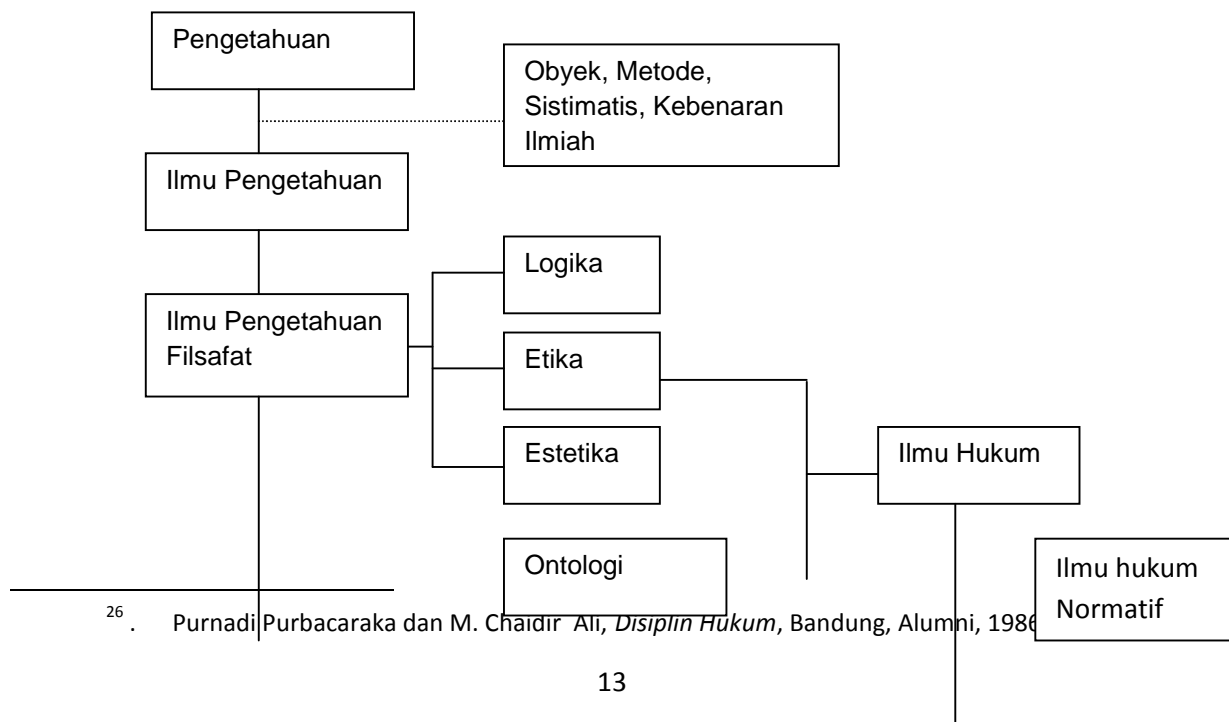 Pengetahuan
Obyek, Metode,
Sistimatis, Kebenaran
Ilmiah
Ilmu Pengetahuan
Logika
Ilmu Pengetahuan
Filsafat
Etika
Estetika
Ilmu Hukum
Ontologi
Ilmu hukum
Normatif
26 . Purnadi Purbacaraka dan M. Chaidir Ali, Disiplin Hukum, Bandung, Alumni, 1986
13